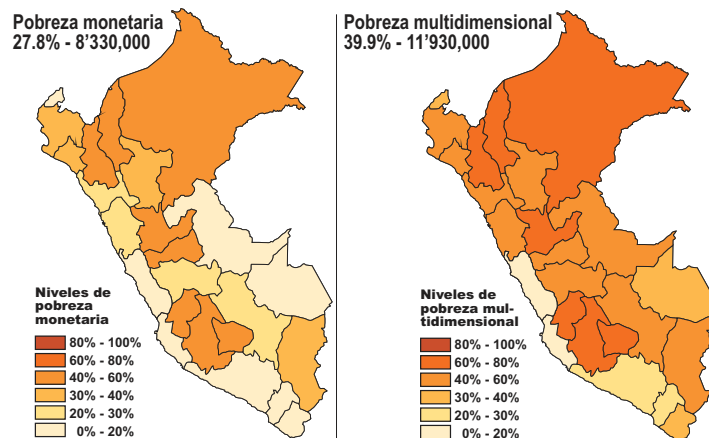 Pobreza monetaria
27.8% - 8'330,000
Niveles de
pobreza
monetaria
80% - 100%
60% - 80%
40% - 60%
30% - 40%
20% - 30%
0% - 20%
Pobreza multidimensional
39.9% - 11'930,000
Niveles de
pobreza mul-
tidimensional
80% - 100%
60% - 80%
40% - 60%
30% - 40%
20% - 30%
0% - 20%